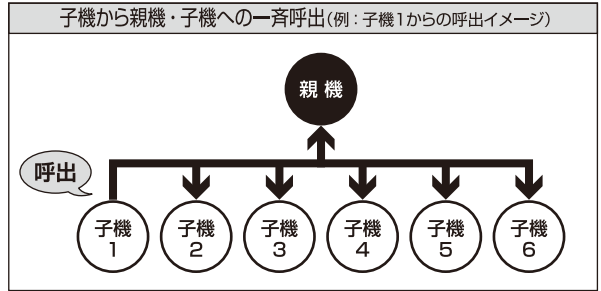 子機から親機・子機への一斉呼出(例：子機1からの呼出イメージ)
親機
呼出
子機
1
子機
2
子機
3
子機
4
子機
5
子機
6